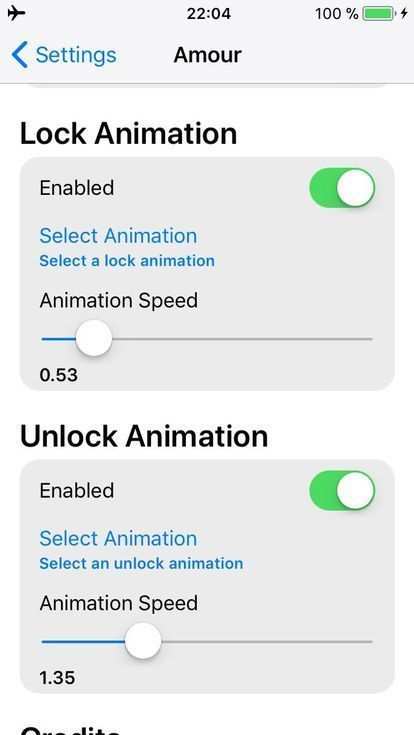 22:04
100 %
Settings
Amour
Lock Animation
Enabled
Select Animation
Select a lock animation
Animation Speed
0.53
Unlock Animation
Enabled
Select Animation
Select an unlock animation
Animation Speed
1.35
Credits